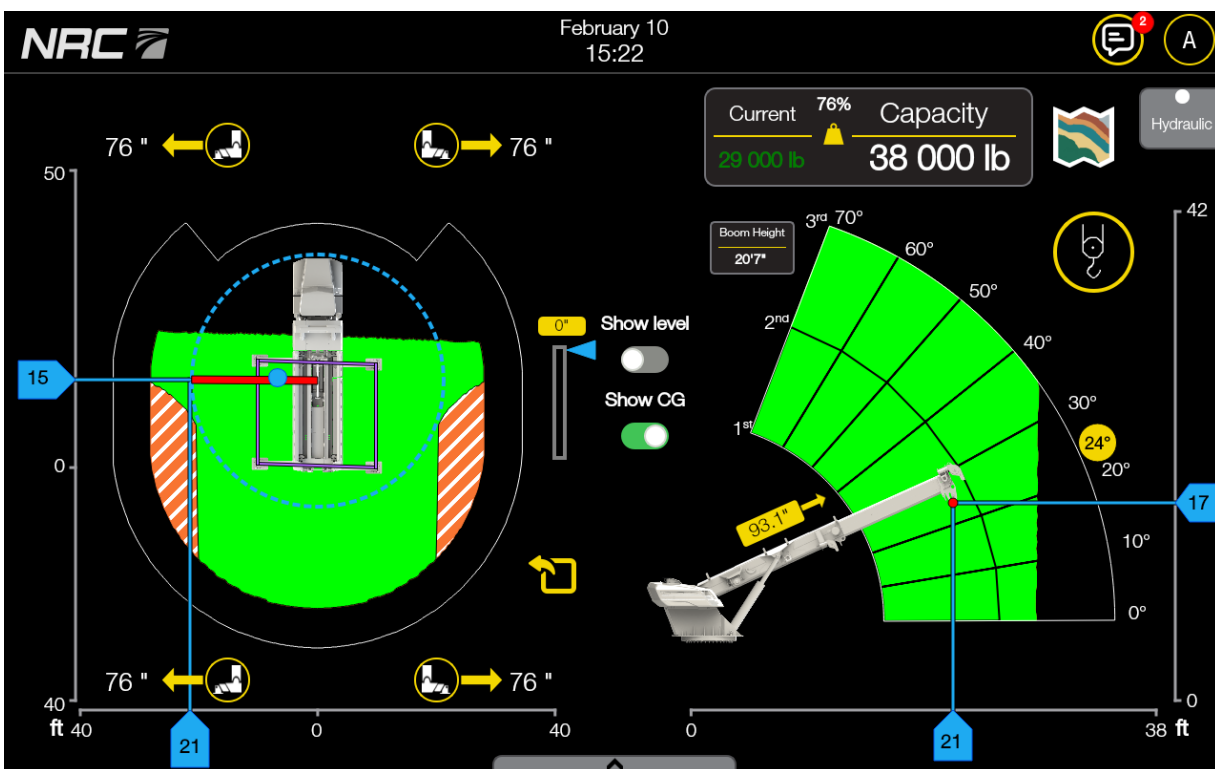 NRC
February 10
15:22
2
A
76 "
76 "
Current
76%
Capacity
29 000 lb
38 000 lb
Hydraulic
50
0
40
ft
15
40
0
40
21
0"
Show level
Show CG
76 "
76 "
Boom Height
20'7"
3rd 70°
60°
50°
2nd
40°
1st
30°
24°
20°
10°
0°
93.1"
42
17
0
0
38 ft
21